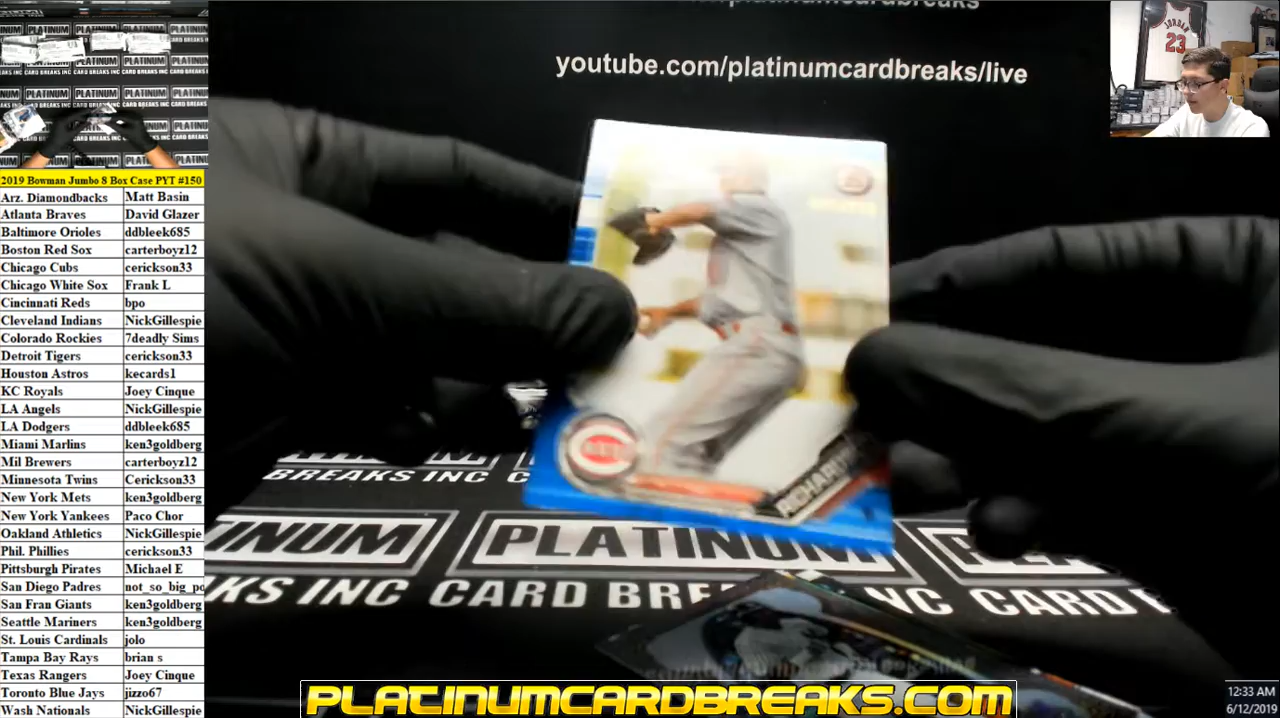 platinumcardbreaks
youtube.com/platinumcardbreaks/live
JORDAN
23
2019 Bowman Jumbo 8 Box Case PYT #150
Arz. Diamondbacks Matt Basin
Atlanta Braves David Glazer
Baltimore Orioles ddbleek685
Boston Red Sox carterboyz12
Chicago Cubs cerickson33
Chicago White Sox Frank L
Cincinnati Reds bpo
Cleveland Indians NickGillespie
Colorado Rockies 7deadly Sims
Detroit Tigers cerickson33
Houston Astros kecards1
KC Royals Joey Cinque
LA Angels NickGillespie
LA Dodgers ddbleek685
Miami Marlins ken3goldberg
Mil Brewers carterboyz12
Minnesota Twins Cerickson33
New York Mets ken3goldberg
New York Yankees Paco Chor
Oakland Athletics NickGillespie
Phil. Phillies cerickson33
Pittsburgh Pirates Michael E
San Diego Padres not_so_big_po
San Fran Giants ken3goldberg
Seattle Mariners ken3goldberg
St. Louis Cardinals jolo
Tampa Bay Rays brian s
Texas Rangers Joey Cinque
Toronto Blue Jays jizzo67
Wash Nationals NickGillespie
REDS
BREAKS INC CARD
PLATINUM
BREAKS INC CARD
PLATINUMCARDBREAKS.COM
12:33 AM
6/12/2019